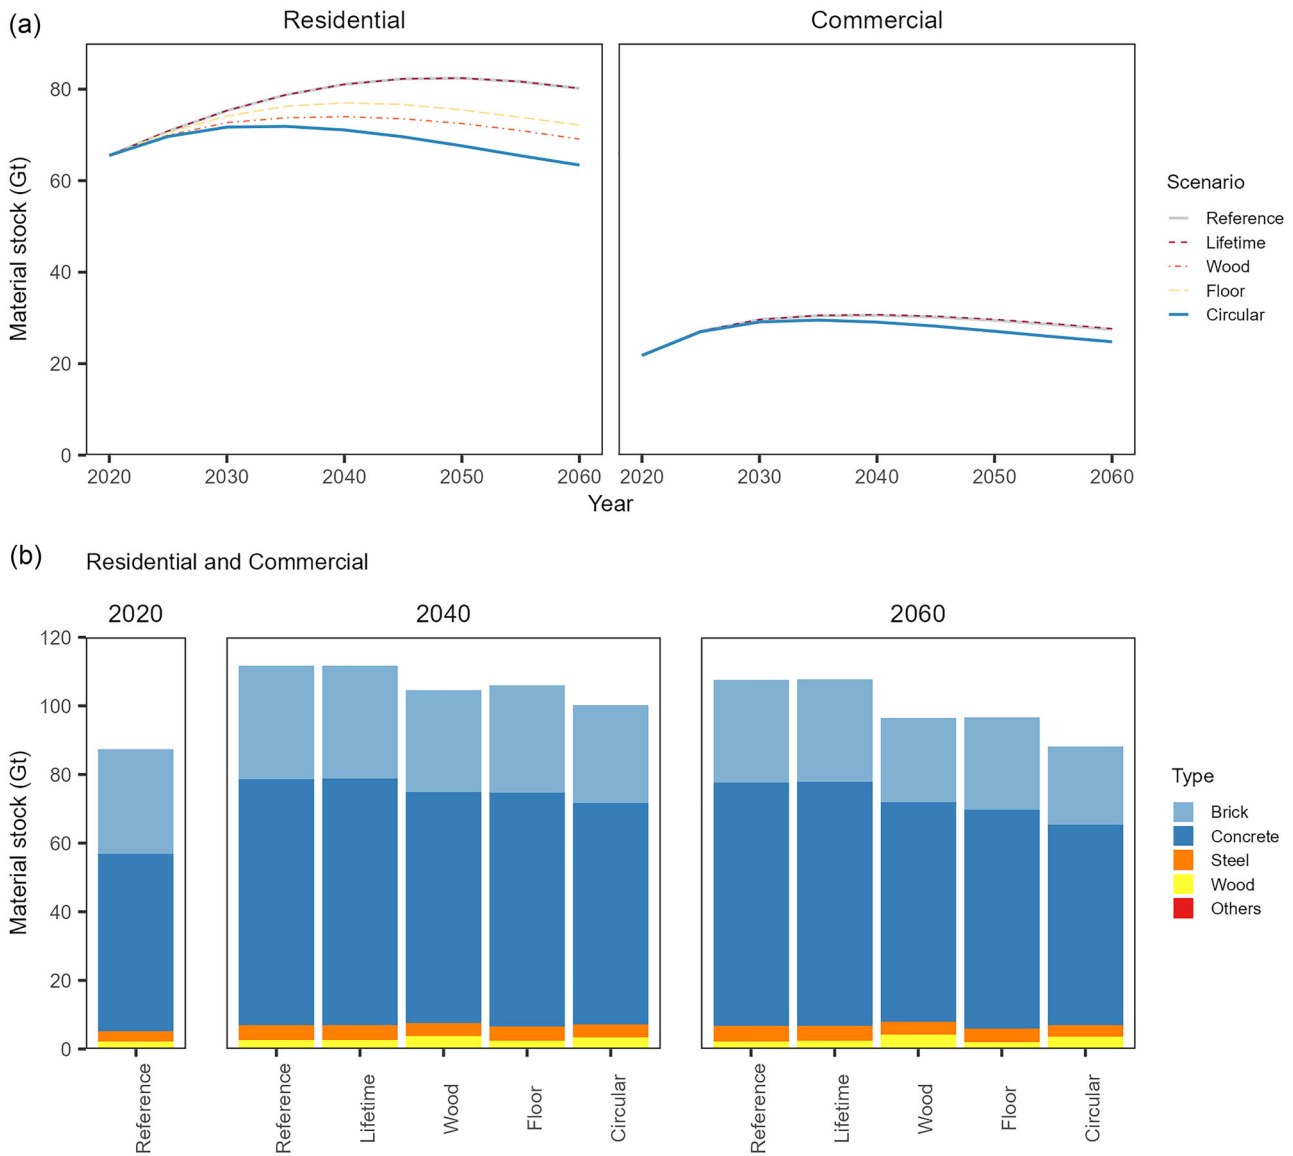 (a)
Residential
Commercial
Material stock (Gt)
80
60
40
20
0
2020
2030
2040
2050
2060
2020
2030
2040
2050
2060
Year
Scenario
Reference
Lifetime
Wood
Floor
Circular
(b)
Residential and Commercial
2020
2040
2060
Material stock (Gt)
120
100
80
60
40
20
0
Reference
Reference
Lifetime
Wood
Floor
Circular
Reference
Lifetime
Wood
Floor
Circular
Type
Brick
Concrete
Steel
Wood
Others